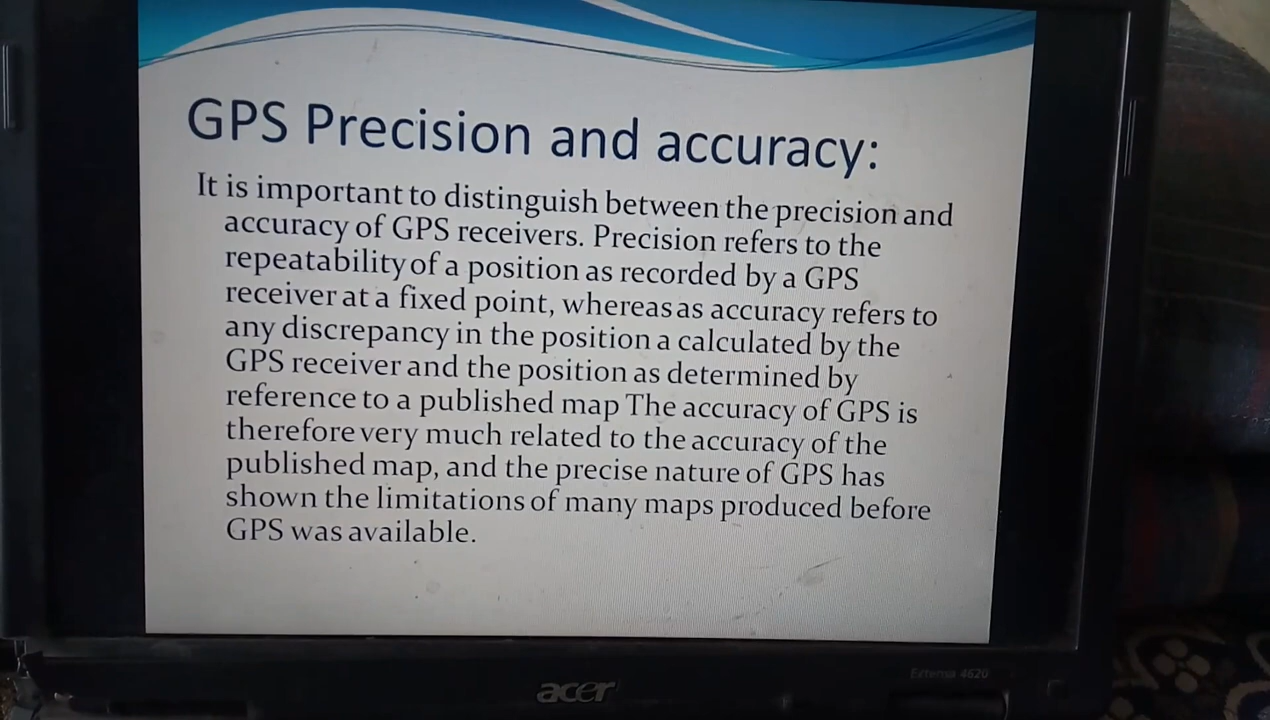 GPS Precision and accuracy:
It is important to distinguish between the precision and
accuracy of GPS receivers. Precision refers to the
repeatability of a position as recorded by a GPS
receiver at a fixed point, whereas as accuracy refers to
any discrepancy in the position a calculated by the
GPS receiver and the position as determined by
reference to a published map The accuracy of GPS is
therefore very much related to the accuracy of the
published map, and the precise nature of GPS has
shown the limitations of many maps produced before
GPS was available.
Extensa 4620
acer